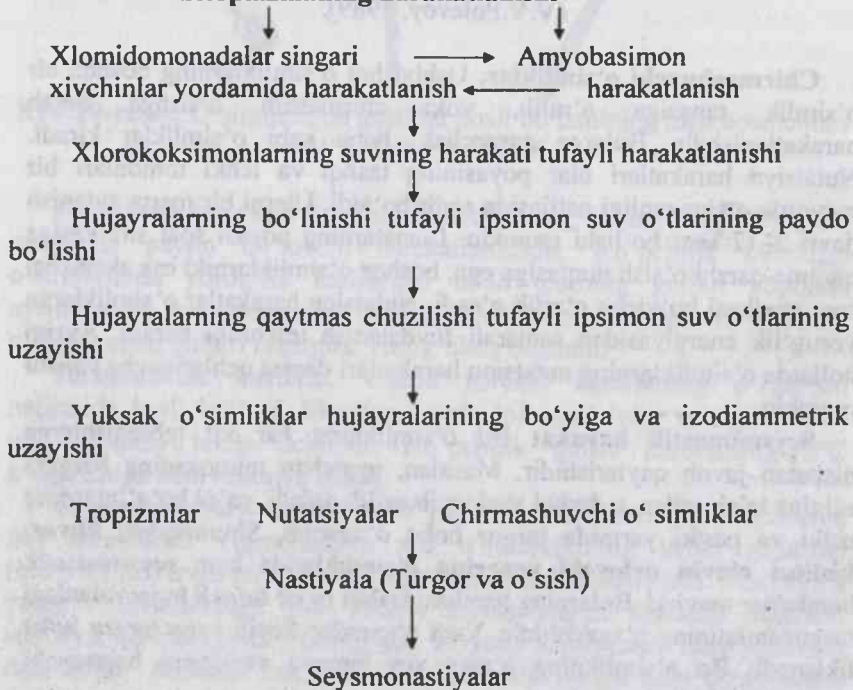 Xlomidomonadalar singari
xivchinlar yordamida harakatlanish
Amyobasimon
harakatlanish
Xlorokoksimonlarning suvning harakati tufayli harakatlanishi
Hujayralarning bo‘linishi tufayli ipsimon suv o‘tlarining paydo
bo‘lishi
Hujayralarning qaytmas chuzilishi tufayli ipsimon suv o‘tlarining
uzayishi
Yuksak o‘simliklar hujayralarining bo‘yiga va izodiammetrik
uzayishi
Tropizmlar Nutatsiyalar Chirmashuvchi o‘ simliklar
Nastiyala (Turgor va o‘sish)
Seysmonastiyalar